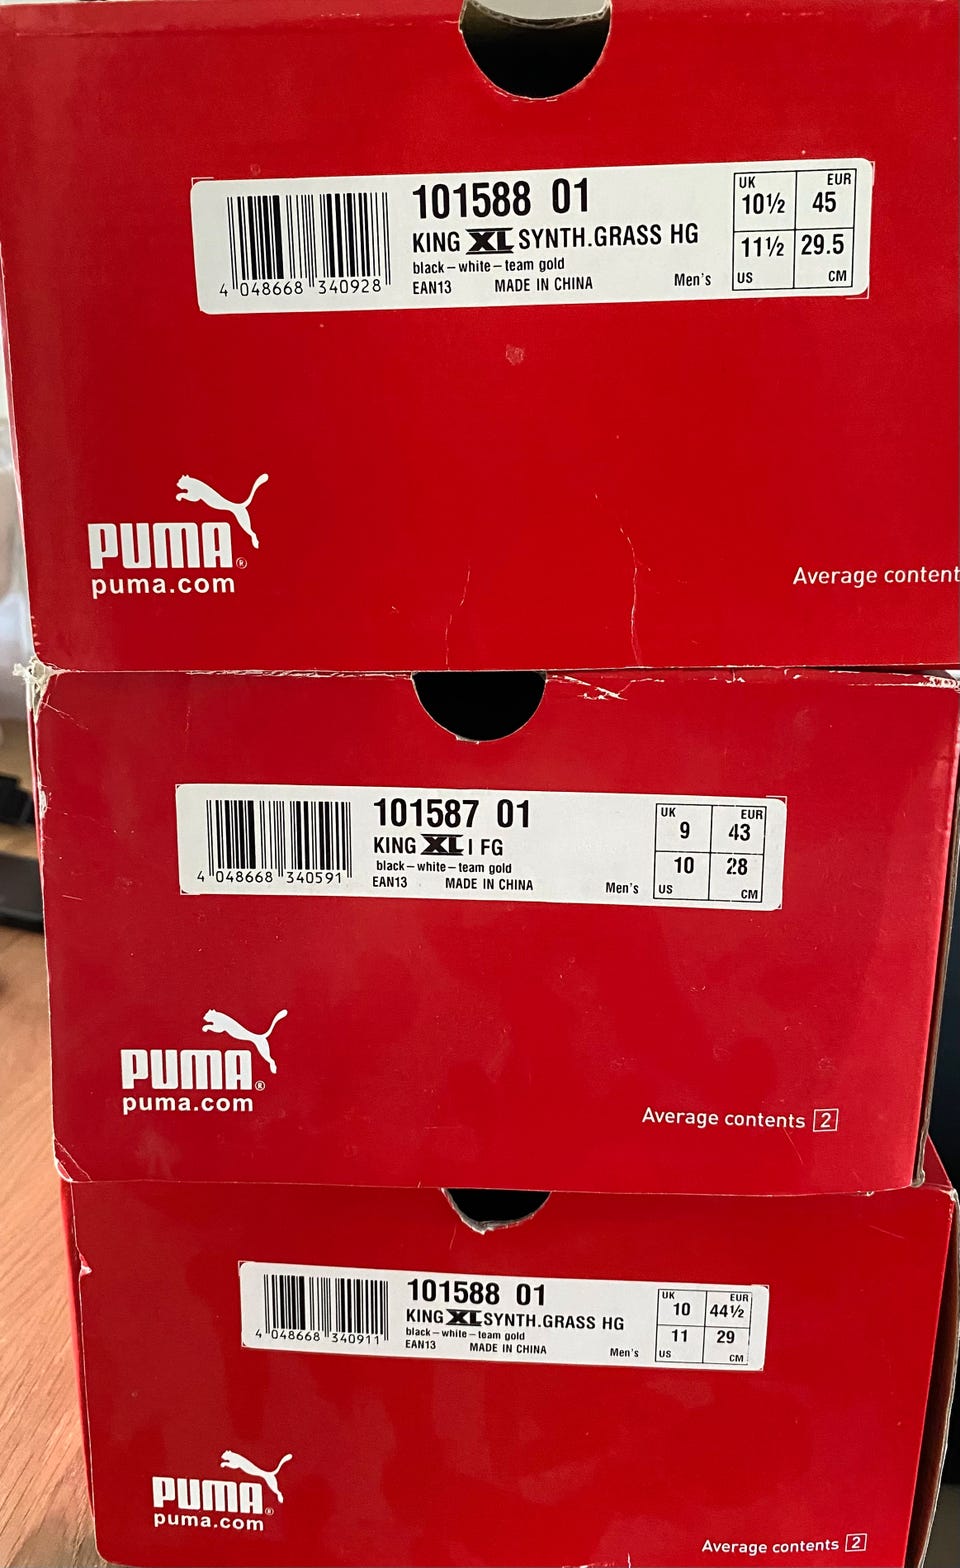 101588 01
KING XL SYNTH.GRASS HG
black – white – team gold
EAN13 MADE IN CHINA Men's
4 048668 340928
UK EUR
10½ 45
11½ 29.5
US CM
PUMA®
puma.com
Average content
101587 01
KING XL I FG
black – white – team gold
EAN13 MADE IN CHINA Men's
4 048668 340591
UK EUR
9 43
10 28
US CM
PUMA®
puma.com
Average contents 2
101588 01
KING XL SYNTH.GRASS HG
black – white – team gold
EAN13 MADE IN CHINA Men's
4 048668 340911
UK EUR
10 44½
11 29
US CM
PUMA®
puma.com
Average contents 2